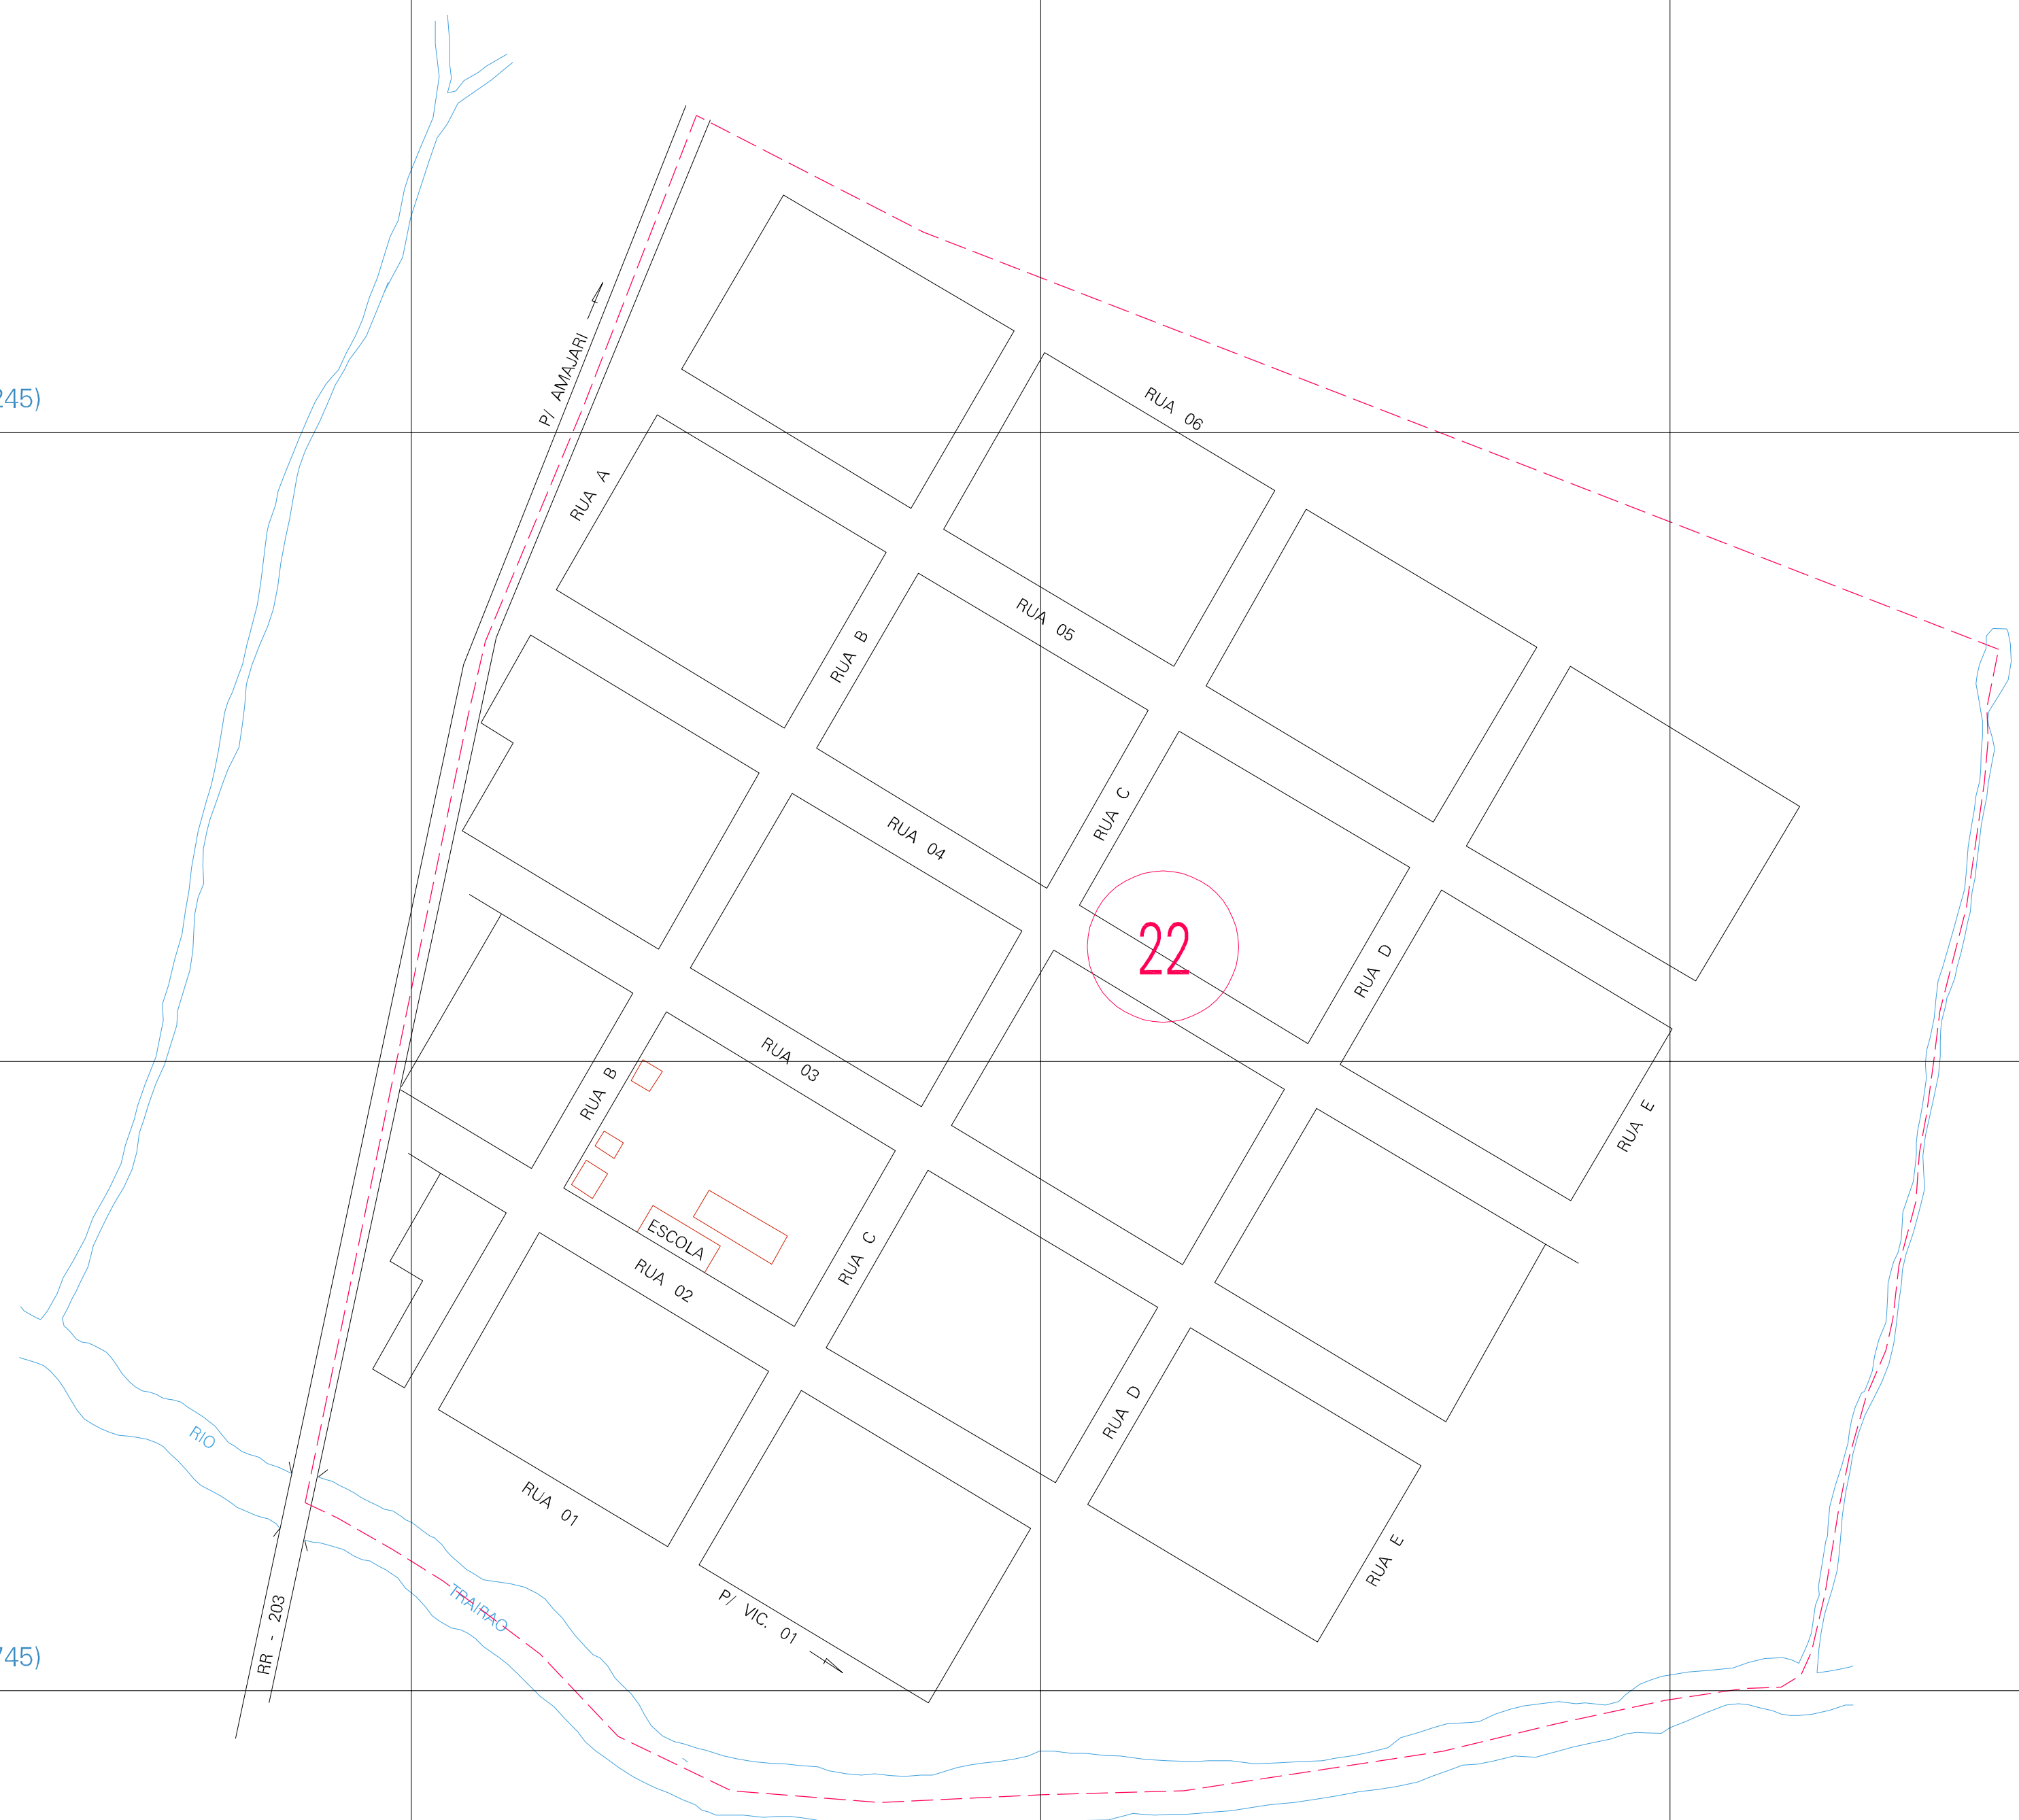 P/ AMAJARI
RUA 06
245)
RUA A
RUA 05
RUA B
RUA C
RUA 04
22
RUA D
RUA 03
RUA B
RUA E
ESCOLA
RUA C
RUA 02
RUA D
RIO
RUA 01
RUA E
TRAIRAO
P/ VIC. 01
RR - 203
745)